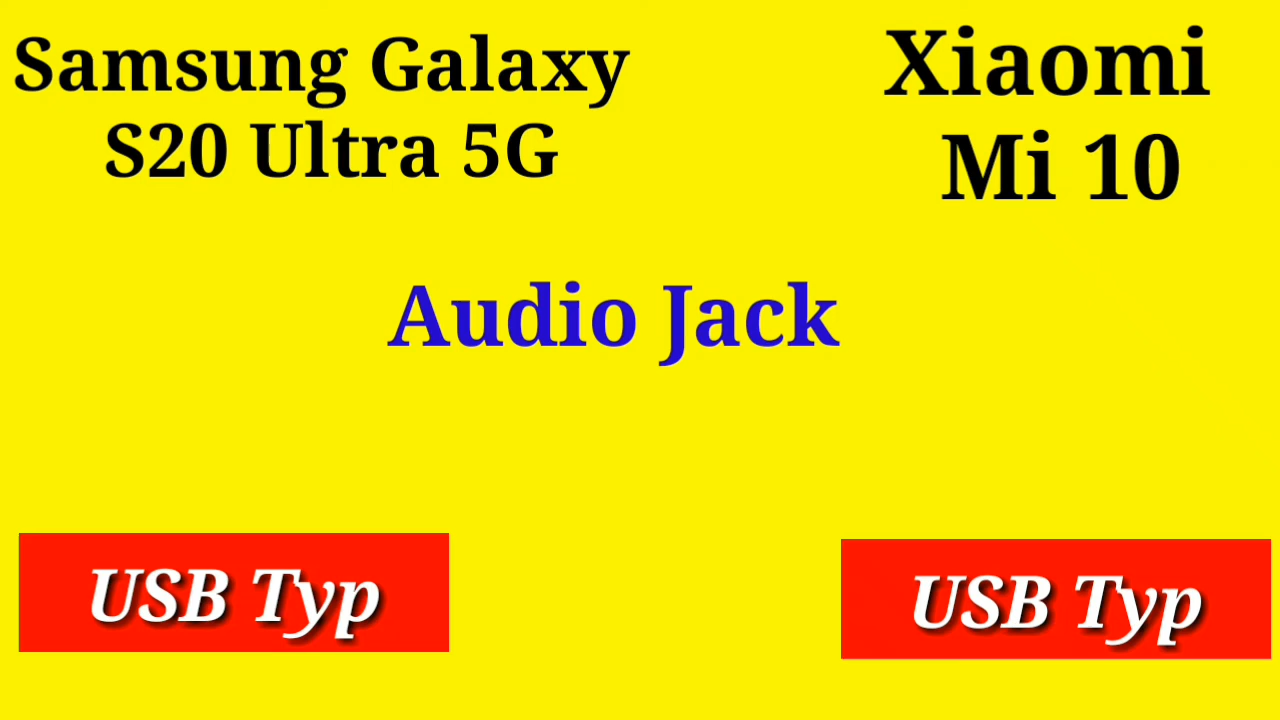 Samsung Galaxy
S20 Ultra 5G
Xiaomi
Mi 10
Audio Jack
USB Typ
USB Typ